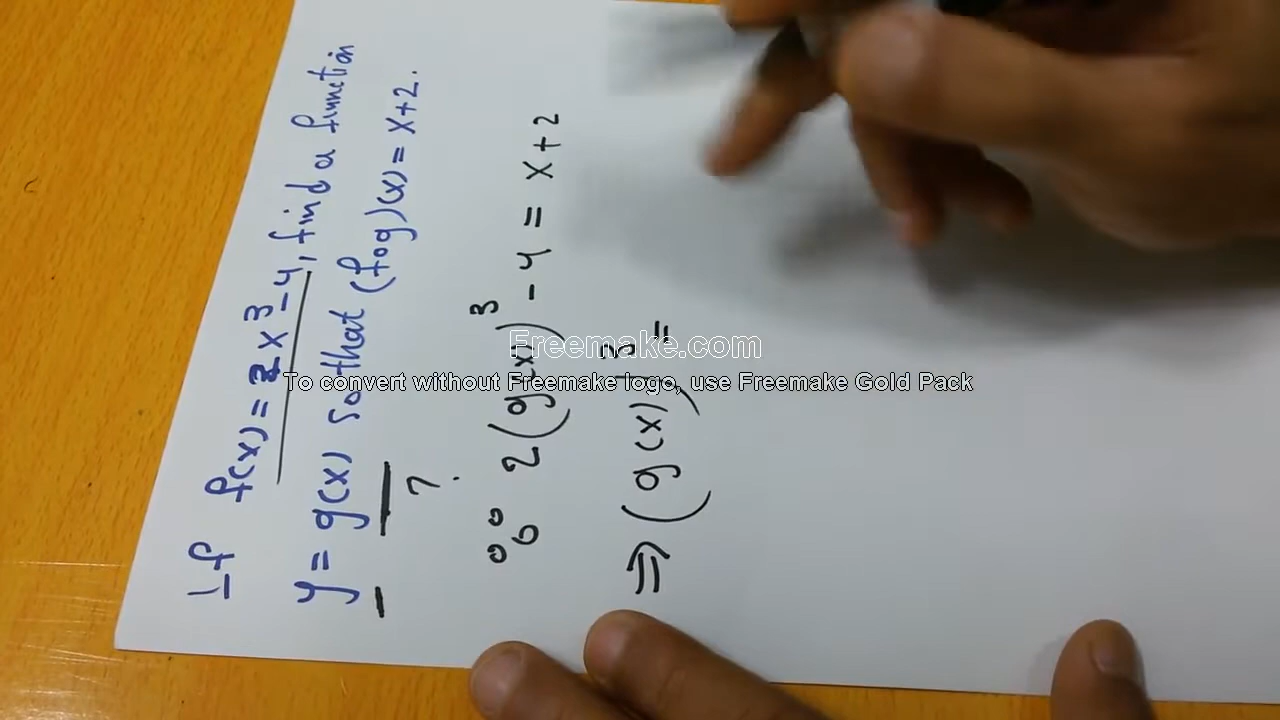 If f(x) = 2x³-4, find a function
y = g(x) so that (fog)(x) = x+2.
?
∴ 2(g(x))³ - 4 = x + 2
⇒ (g(x))³ =
Freemake.com
To convert without Freemake logo, use Freemake Gold Pack